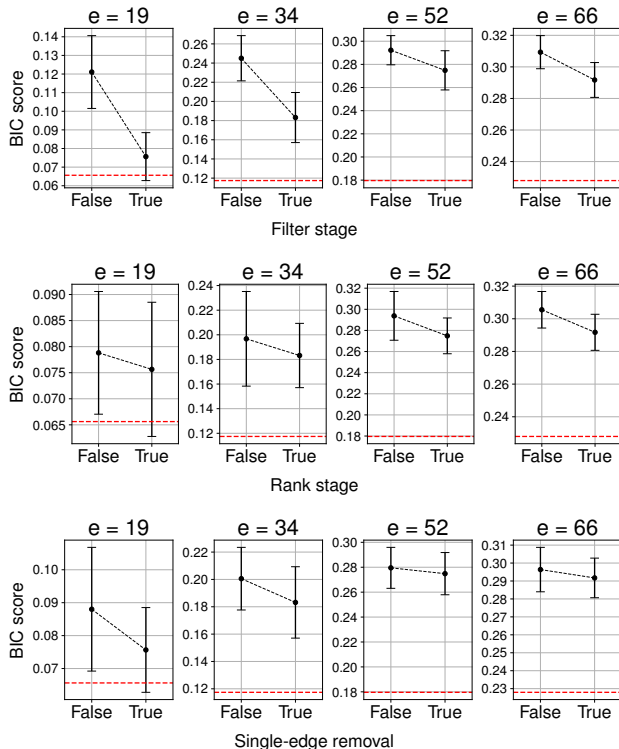 e = 19 e = 34 e = 52 e = 66
BIC score
0.14 0.13 0.12 0.11 0.10 0.09 0.08 0.07 0.06
0.26 0.24 0.22 0.20 0.18 0.16 0.14 0.12
0.30 0.28 0.26 0.24 0.22 0.20 0.18
0.32 0.30 0.28 0.26 0.24
False True False True False True False True
Filter stage
e = 19 e = 34 e = 52 e = 66
BIC score
0.090 0.085 0.080 0.075 0.070 0.065
0.24 0.22 0.20 0.18 0.16 0.14 0.12
0.32 0.30 0.28 0.26 0.24 0.22 0.20 0.18
0.32 0.30 0.28 0.26 0.24
False True False True False True False True
Rank stage
e = 19 e = 34 e = 52 e = 66
BIC score
0.10 0.09 0.08 0.07
0.22 0.20 0.18 0.16 0.14 0.12
0.30 0.28 0.26 0.24 0.22 0.20 0.18
0.31 0.30 0.29 0.28 0.27 0.26 0.25 0.24 0.23
False True False True False True False True
Single-edge removal